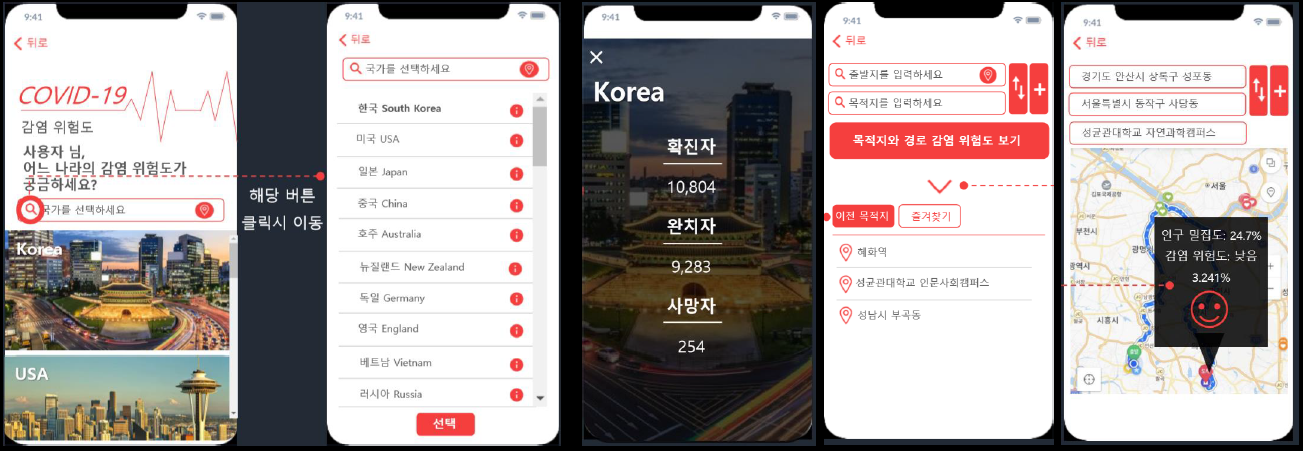 9:41
뒤로
COVID-19
감염 위험도
사용자 님,
어느 나라의 감염 위험도가
궁금하세요?
국가를 선택하세요
Korea
USA
해당 버튼
클릭시 이동
9:41
뒤로
국가를 선택하세요
한국 South Korea
미국 USA
일본 Japan
중국 China
호주 Australia
뉴질랜드 New Zealand
독일 Germany
영국 England
베트남 Vietnam
러시아 Russia
선택
9:41
Korea
확진자
10,804
완치자
9,283
사망자
254
9:41
뒤로
출발지를 입력하세요
목적지를 입력하세요
목적지와 경로 감염 위험도 보기
이전 목적지
즐겨찾기
혜화역
성균관대학교 인문사회캠퍼스
성남시 부곡동
9:41
뒤로
경기도 안산시 상록구 성포동
서울특별시 동작구 사당동
성균관대학교 자연과학캠퍼스
서울
부천시
광명시
시흥시
인구 밀집도: 24.7%
감염 위험도: 낮음
3.241%